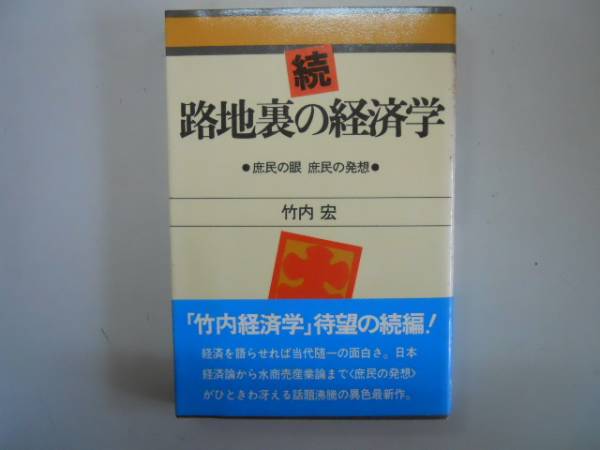 続
路地裏の経済学
●庶民の眼 庶民の発想●
竹内 宏
「竹内経済学」待望の続編!
経済を語らせれば当代随一の面白さ。日本
経済論から水商売産業論まで〈庶民の発想〉
がひときわ冴える話題沸騰の異色最新作。